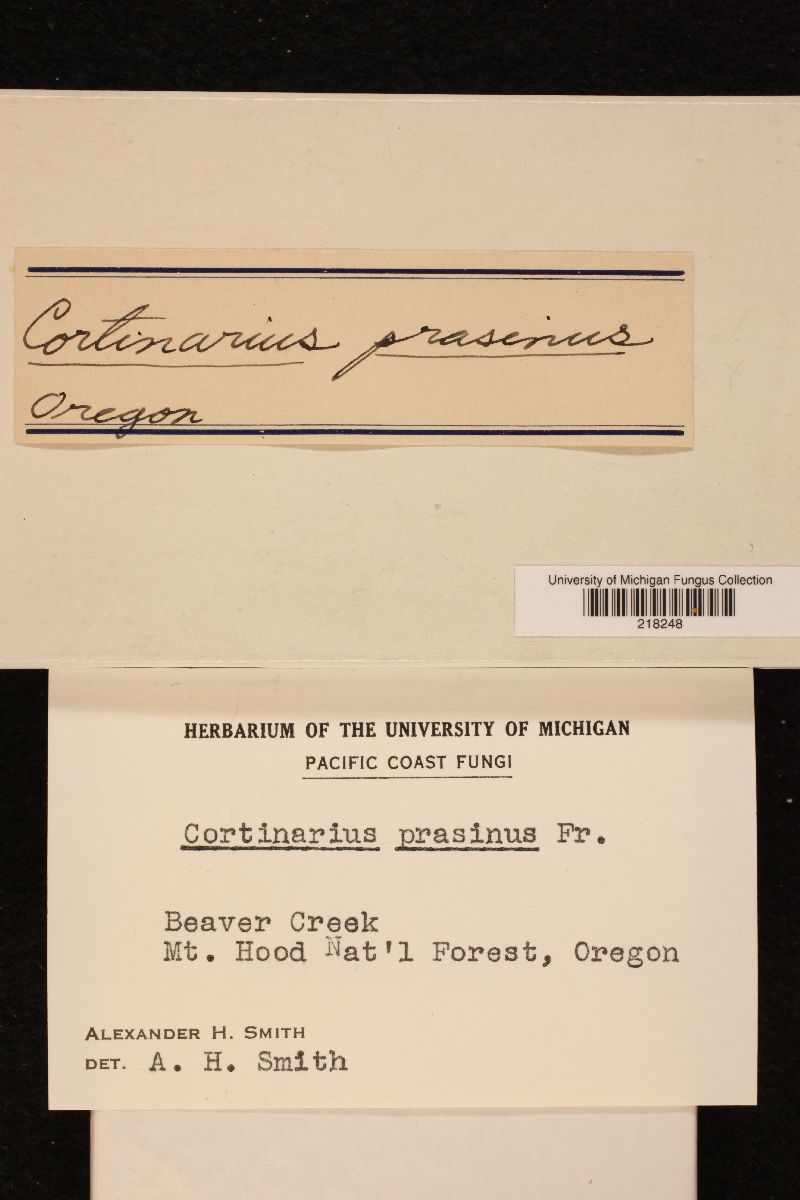 Cortinarius prasinus
Oregon
University of Michigan Fungus Collection
218248
HERBARIUM OF THE UNIVERSITY OF MICHIGAN
PACIFIC COAST FUNGI
Cortinarius prasinus Fr.
Beaver Creek
Mt. Hood Nat'l Forest, Oregon
ALEXANDER H. SMITH
DET. A. H. Smith